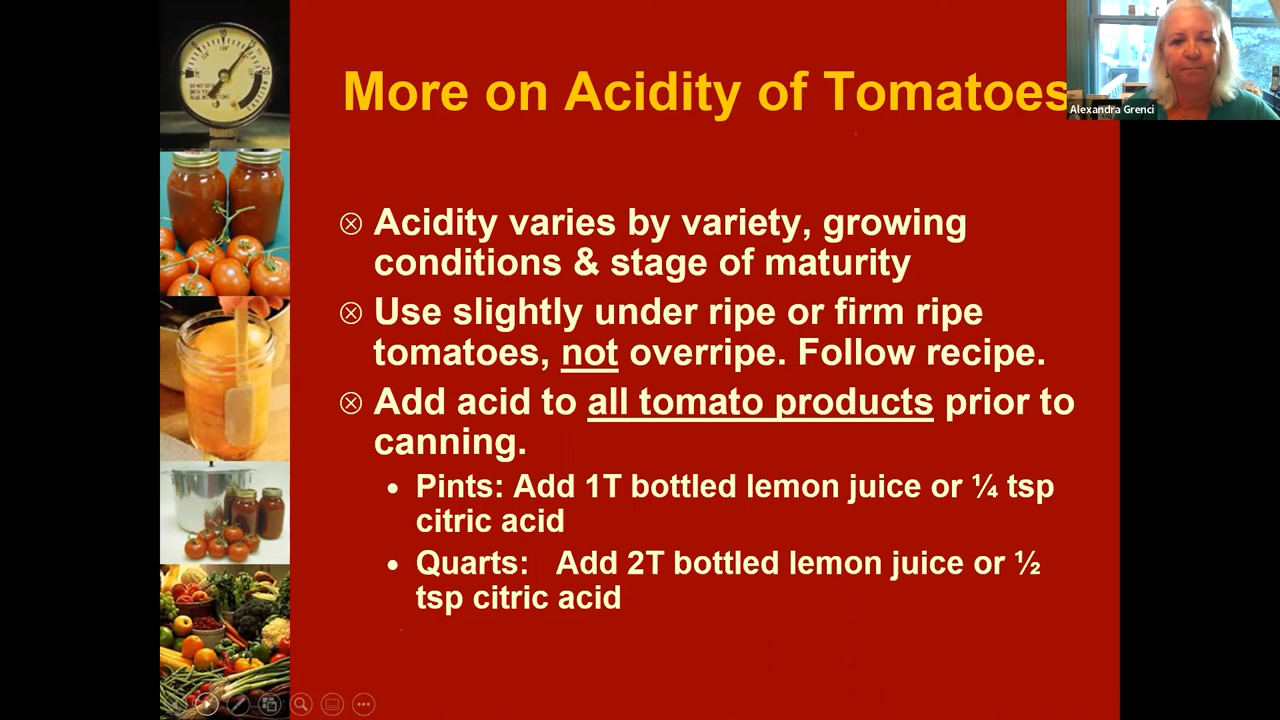 More on Acidity of Tomatoes
Alexandra Grenci
Acidity varies by variety, growing
conditions & stage of maturity
Use slightly under ripe or firm ripe
tomatoes, not overripe. Follow recipe.
Add acid to all tomato products prior to
canning.
• Pints: Add 1T bottled lemon juice or ¼ tsp
citric acid
• Quarts: Add 2T bottled lemon juice or ½
tsp citric acid